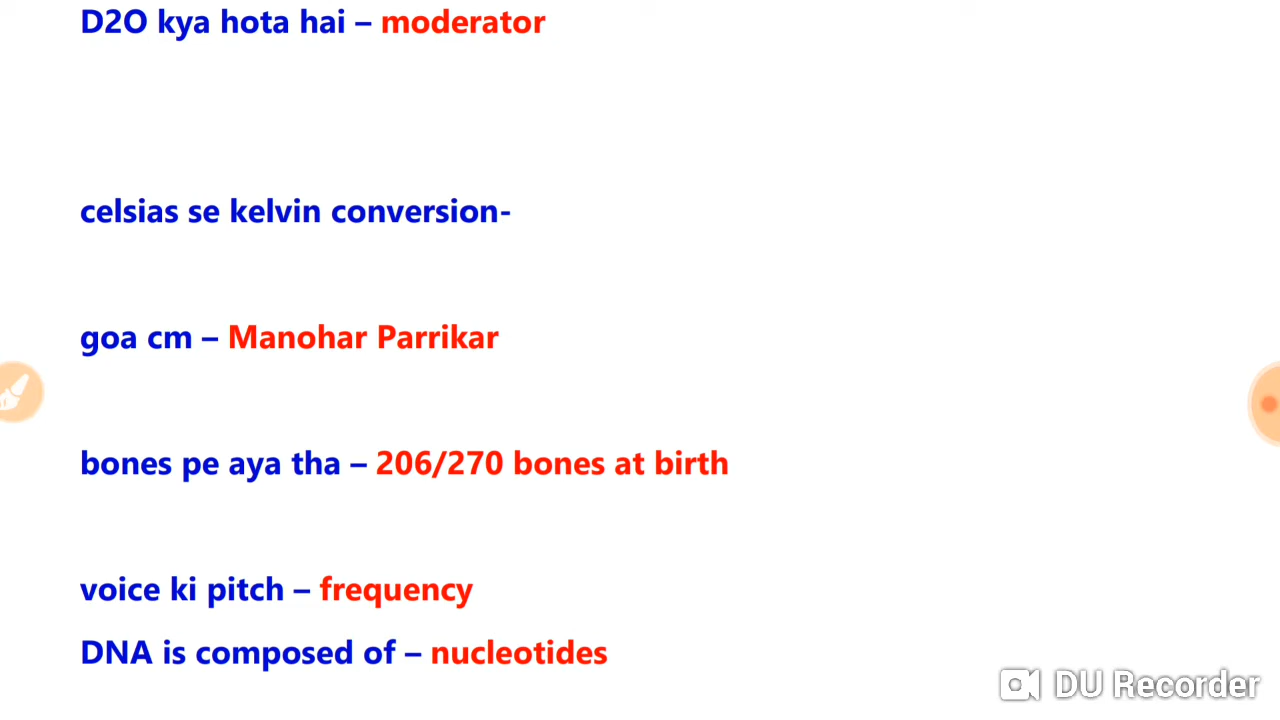 D2O kya hota hai – moderator
celsias se kelvin conversion-
goa cm – Manohar Parrikar
bones pe aya tha – 206/270 bones at birth
voice ki pitch – frequency
DNA is composed of – nucleotides
DU Recorder